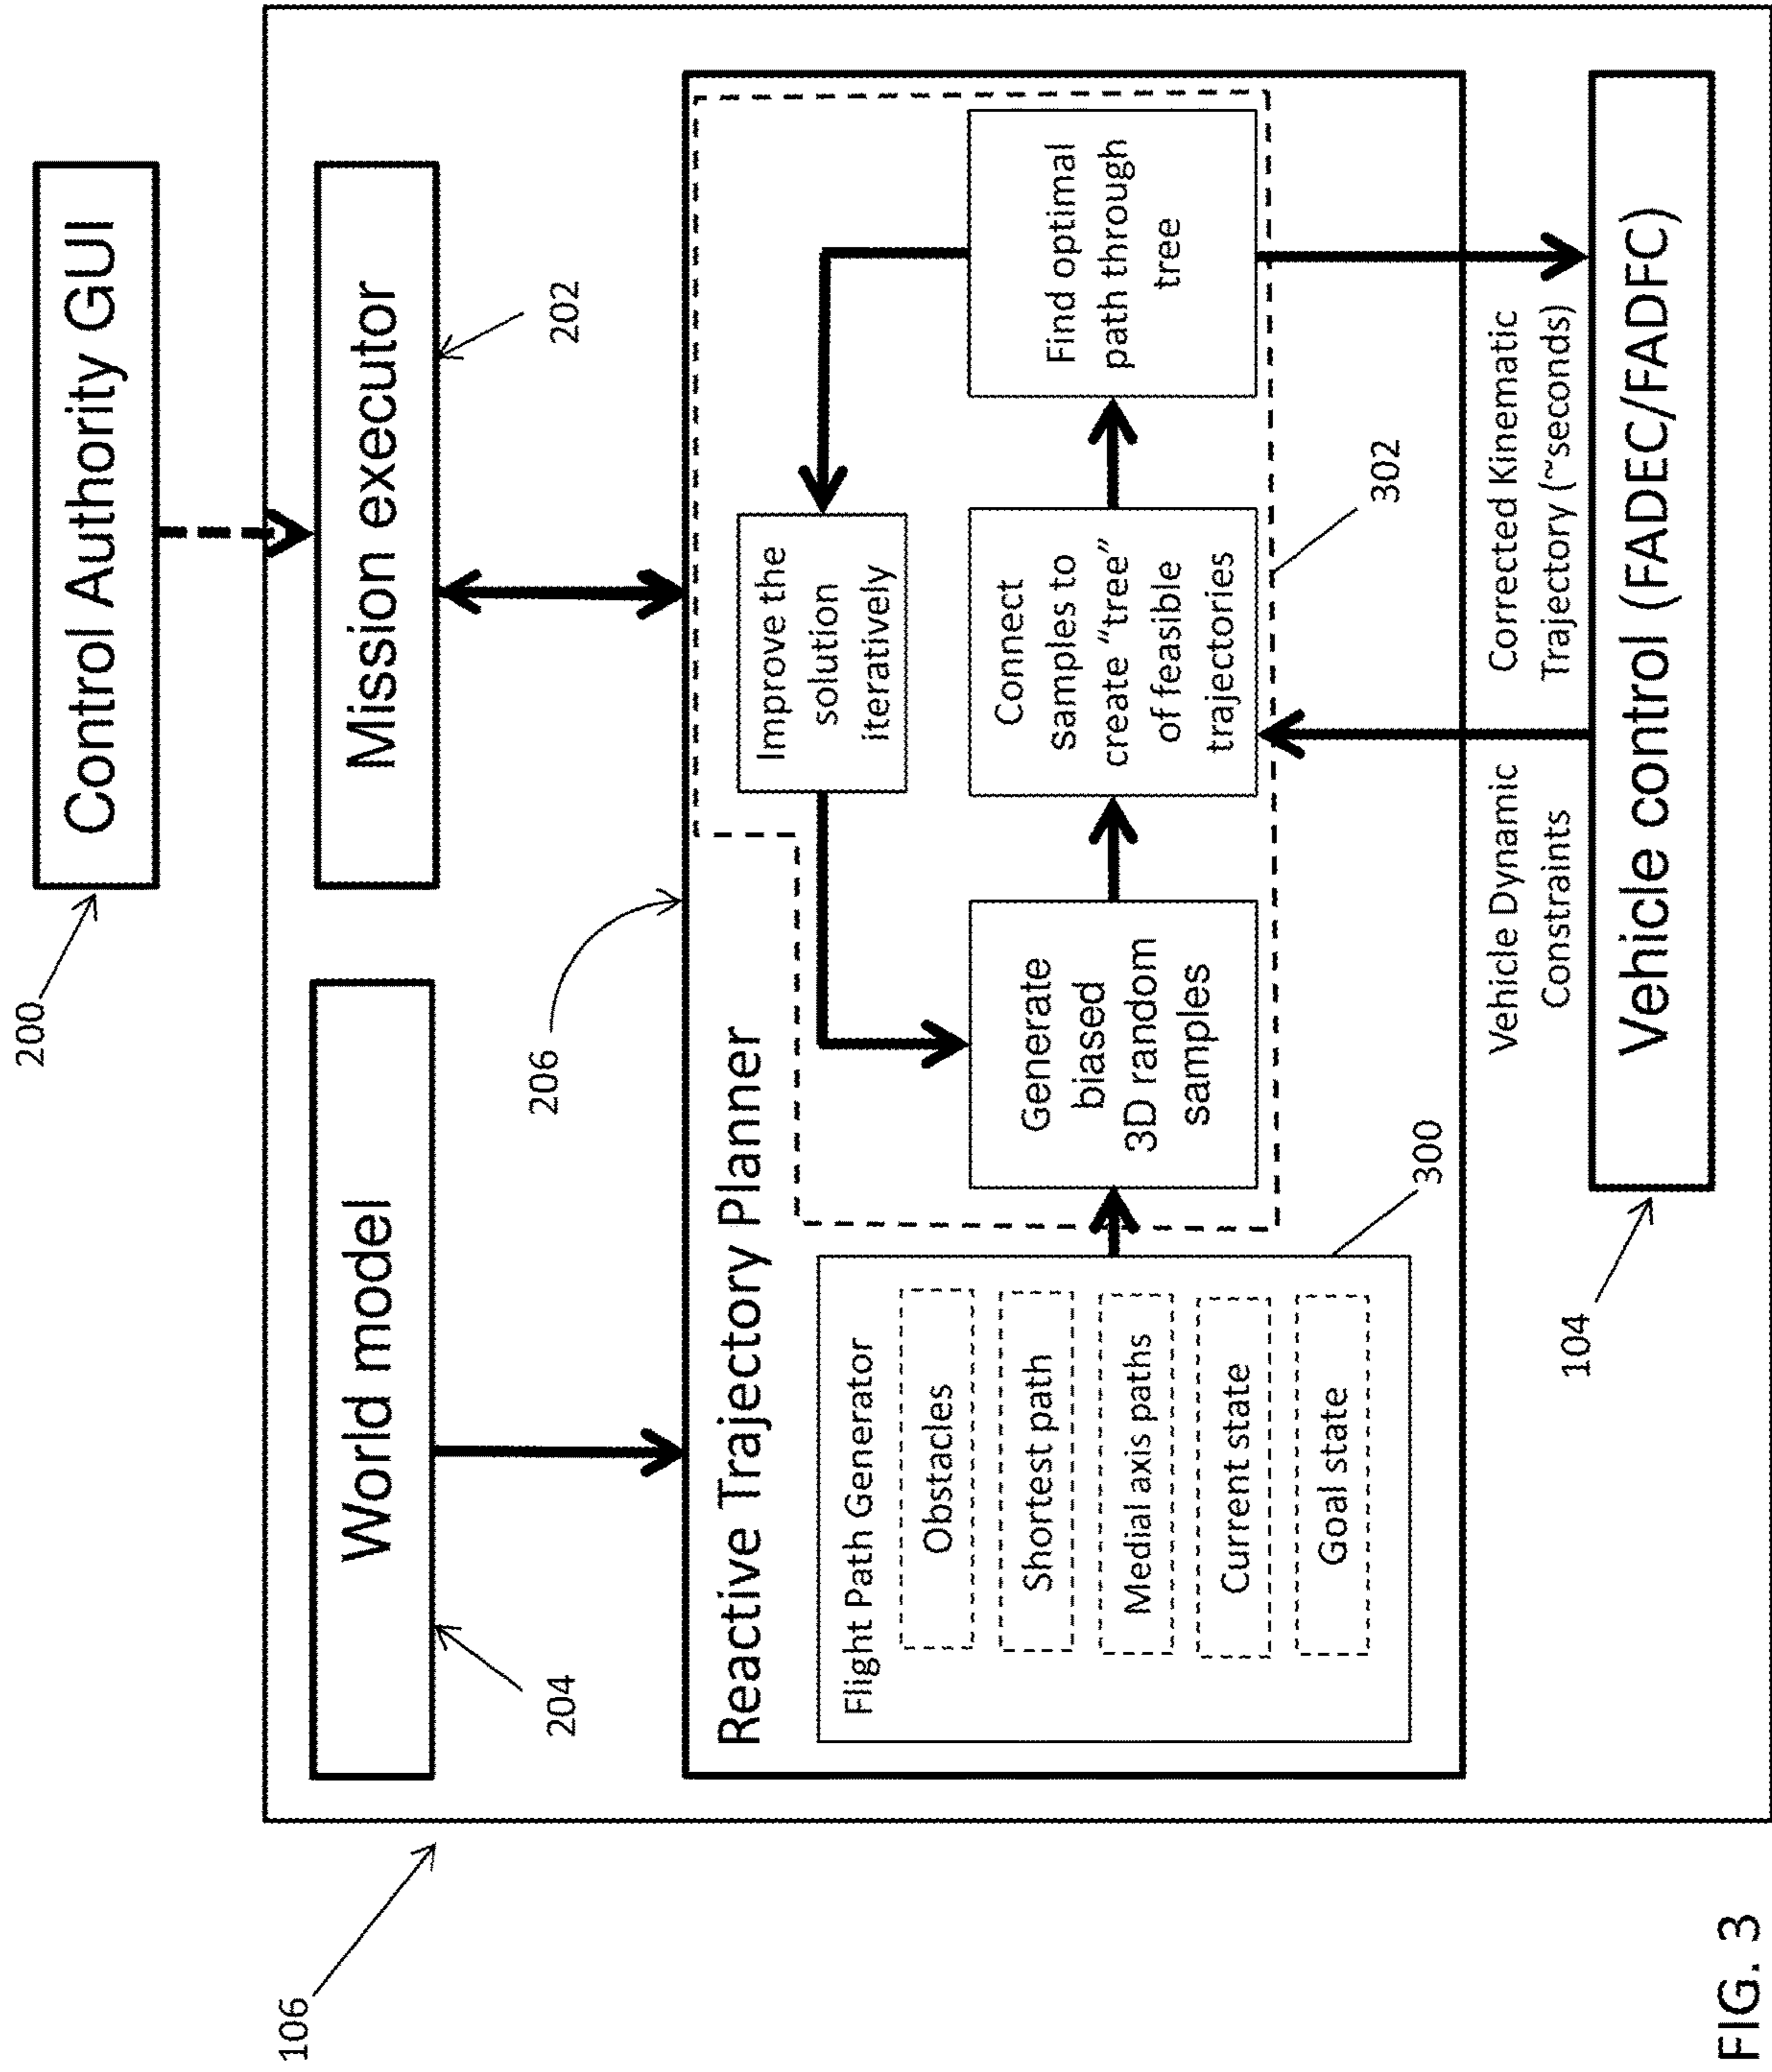 200
Control Authority GUI
106
World model
204
Mission executor
202
206
Reactive Trajectory Planner
Flight Path Generator
Obstacles
Shortest path
Medial axis paths
Current state
Goal state
300
Improve the
solution
iteratively
Generate
biased
3D random
samples
Connect
samples to
create “tree”
of feasible
trajectories
Find optimal
path through
tree
302
Vehicle Dynamic
Constraints
Corrected Kinematic
Trajectory (~seconds)
104
Vehicle control (FADEC/FADFC)
FIG. 3